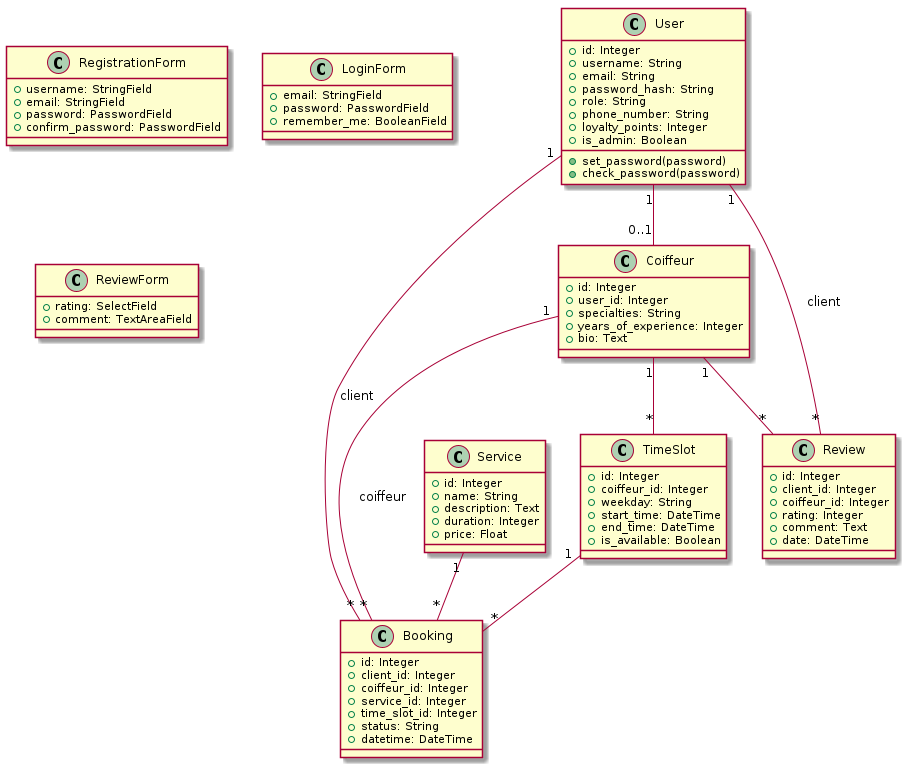 C RegistrationForm
username: StringField
email: StringField
password: PasswordField
confirm_password: PasswordField
C LoginForm
email: StringField
password: PasswordField
remember_me: BooleanField
C User
id: Integer
username: String
email: String
password_hash: String
role: String
phone_number: String
loyalty_points: Integer
is_admin: Boolean
set_password(password)
check_password(password)
1
1
1
0..1
C ReviewForm
rating: SelectField
comment: TextAreaField
C Coiffeur
id: Integer
user_id: Integer
specialties: String
years_of_experience: Integer
bio: Text
client
1
1
1
client
* * *
coiffeur
C Service
id: Integer
name: String
description: Text
duration: Integer
price: Float
C TimeSlot
id: Integer
coiffeur_id: Integer
weekday: String
start_time: DateTime
end_time: DateTime
is_available: Boolean
C Review
id: Integer
client_id: Integer
coiffeur_id: Integer
rating: Integer
comment: Text
date: DateTime
1
1
* * * *
C Booking
id: Integer
client_id: Integer
coiffeur_id: Integer
service_id: Integer
time_slot_id: Integer
status: String
datetime: DateTime